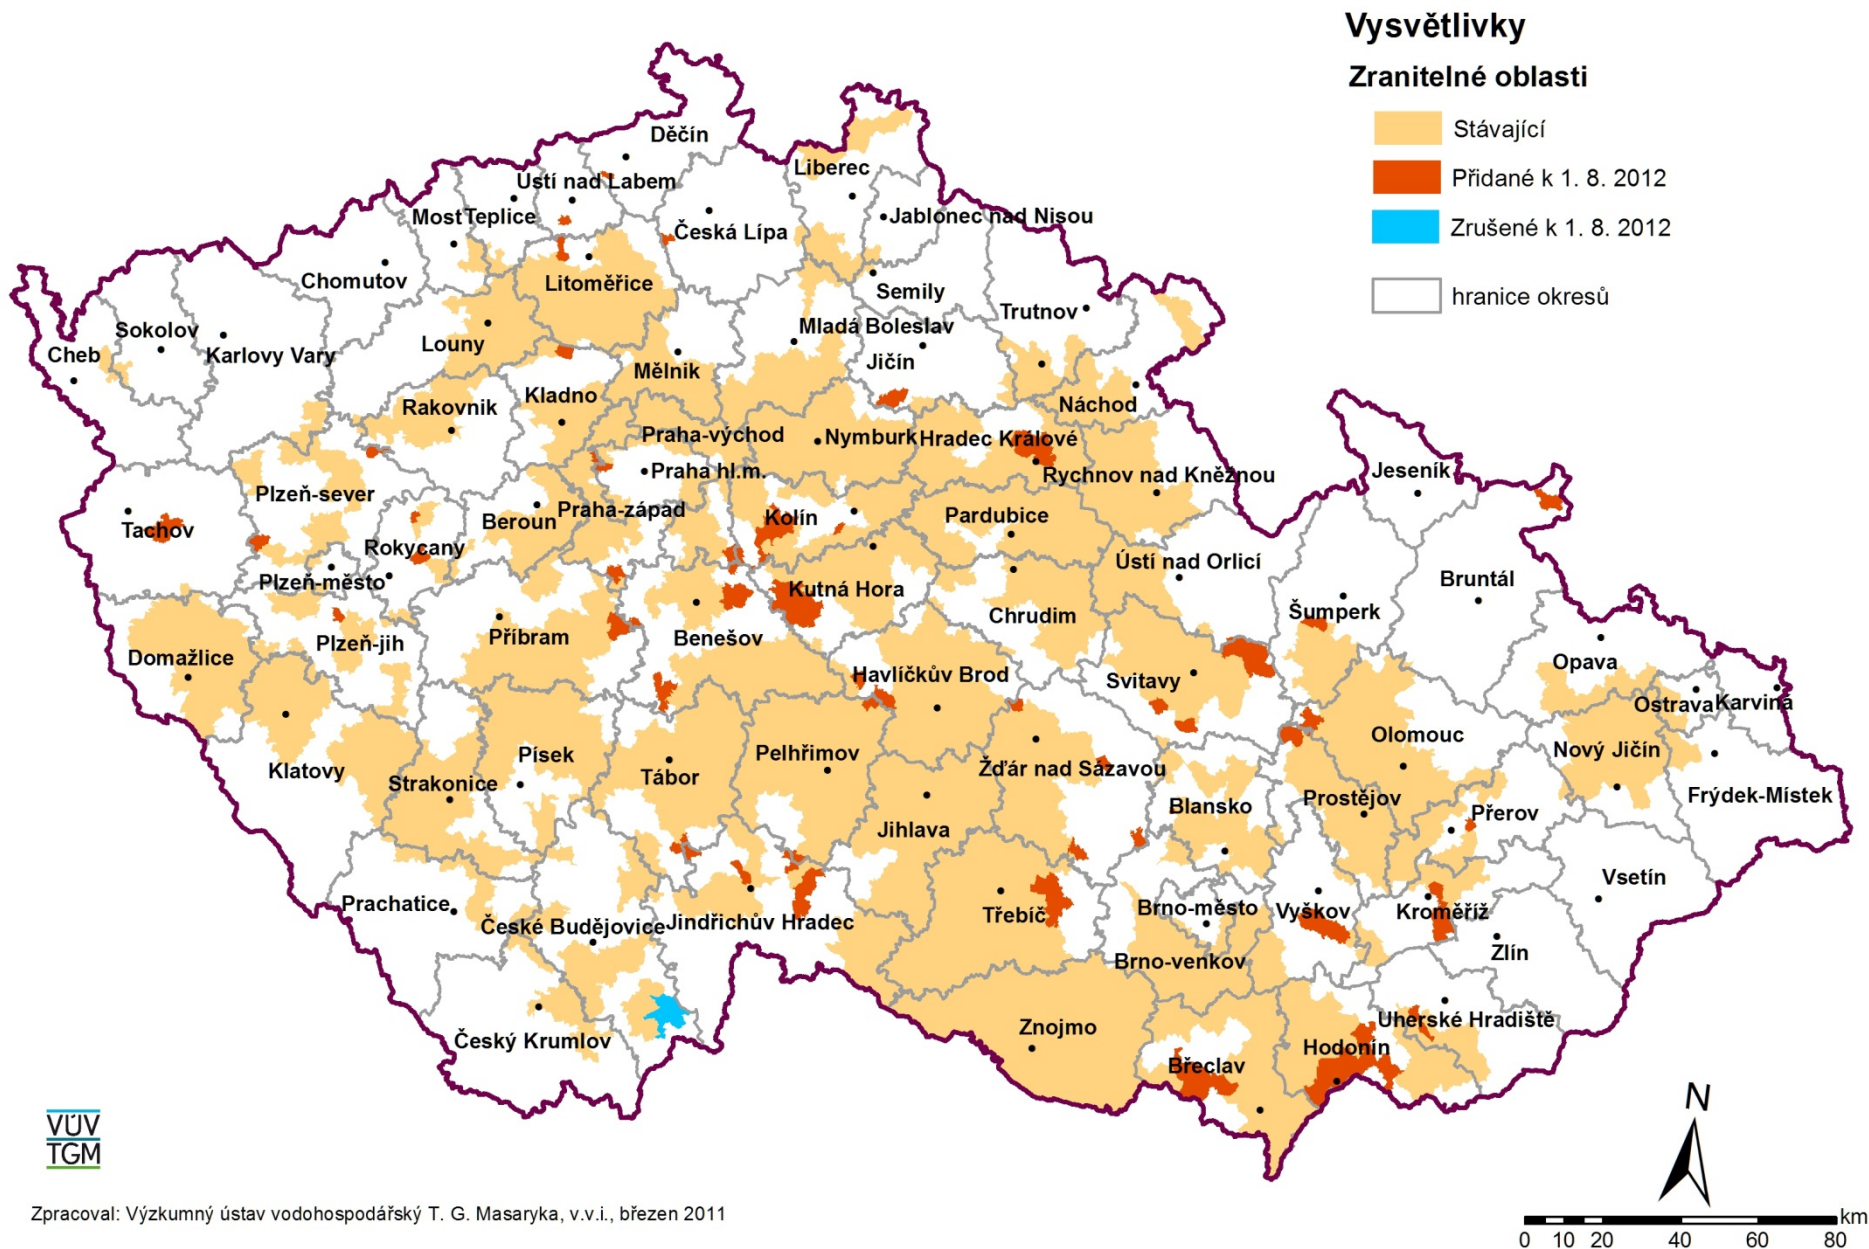 Vysvětlivky
Zranitelné oblasti
Stávající
Přidané k 1. 8. 2012
Zrušené k 1. 8. 2012
hranice okresů
Děčín
Liberec
Ústí nad Labem
Most
Teplice
Jablonec nad Nisou
Česká Lípa
Chomutov
Litoměřice
Semily
Trutnov
Sokolov
Mladá Boleslav
Louny
Cheb
Karlovy Vary
Jičín
Mělník
Kladno
Rakovník
Náchod
Praha-východ
Nymburk
Hradec Králové
Praha hl.m.
Rychnov nad Kněžnou
Jeseník
Plzeň-sever
Tachov
Beroun
Praha-západ
Kolín
Pardubice
Rokycany
Ústí nad Orlicí
Plzeň-město
Kutná Hora
Bruntál
Chrudim
Šumperk
Příbram
Benešov
Plzeň-jih
Domažlice
Opava
Havlíčkův Brod
Svitavy
Ostrava
Karviná
Olomouc
Nový Jičín
Písek
Pelhřimov
Klatovy
Tábor
Žďár nad Sázavou
Strakonice
Prostějov
Frýdek-Místek
Blansko
Přerov
Jihlava
Vsetín
Prachatice
Brno-město
Vyškov
Kroměříž
Třebíč
České Budějovice
Jindřichův Hradec
Zlín
Brno-venkov
Znojmo
Uherské Hradiště
Český Krumlov
Hodonín
Břeclav
N
VÚV
TGM
Zpracoval: Výzkumný ústav vodohospodářský T. G. Masaryka, v.v.i., březen 2011
km
0 10 20 40 60 80